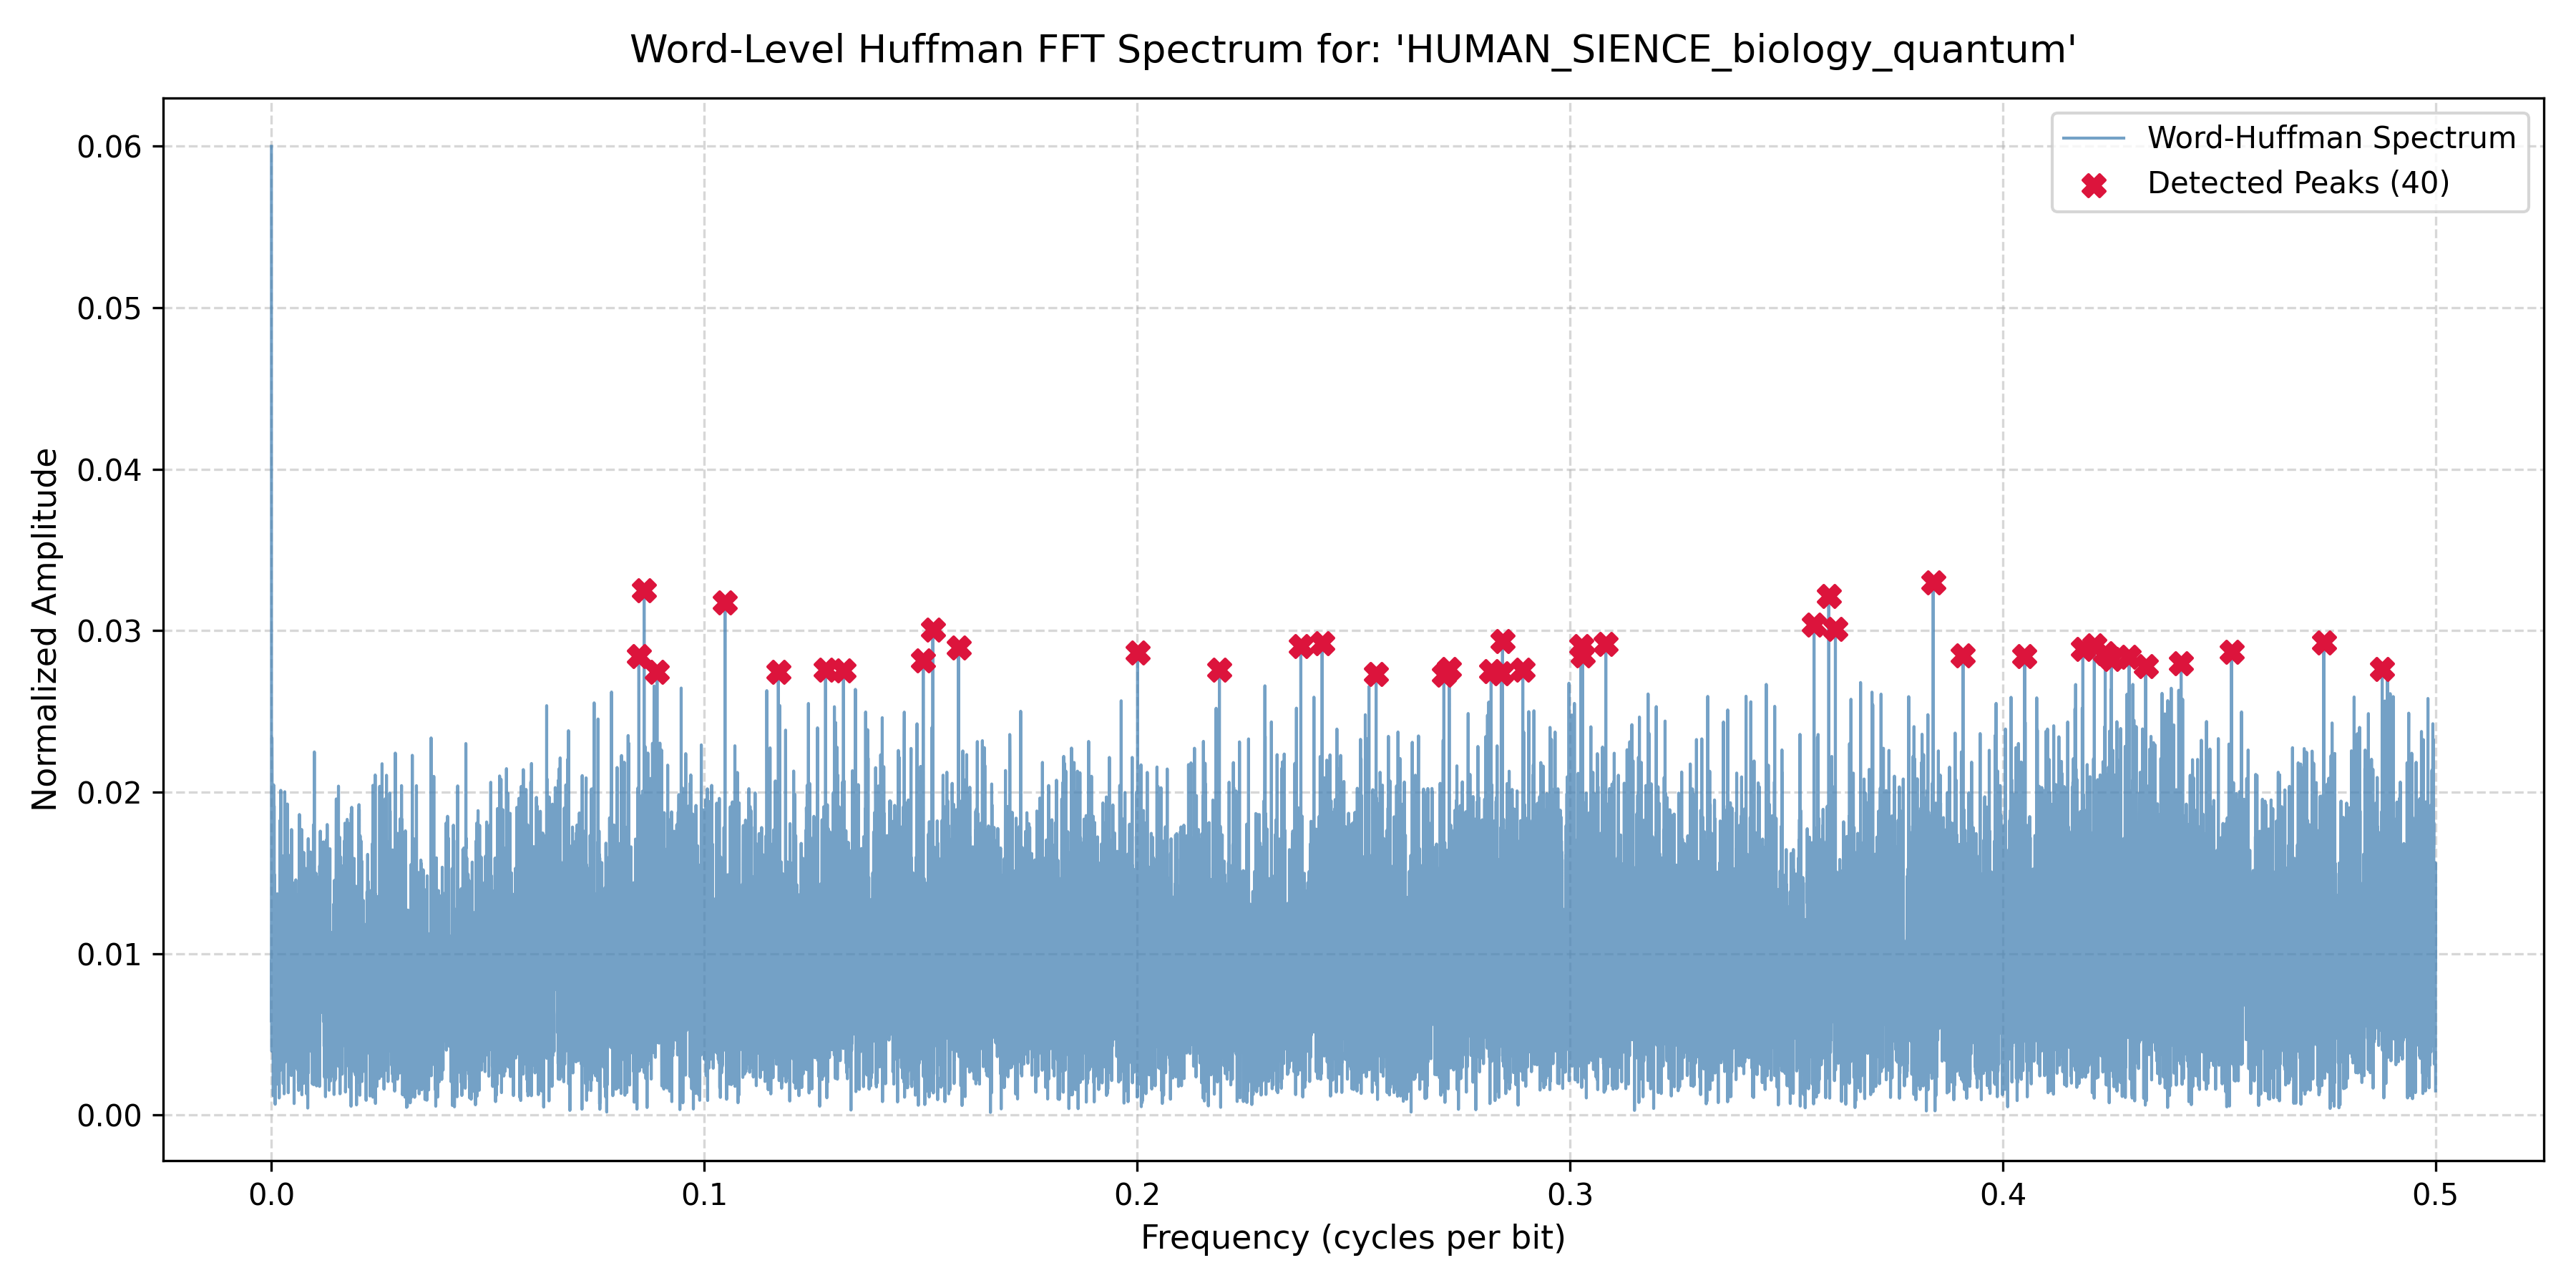 Word-Level Huffman FFT Spectrum for: 'HUMAN_SIENCE_biology_quantum'
Word-Huffman Spectrum
Detected Peaks (40)
Normalized Amplitude
0.06
0.05
0.04
0.03
0.02
0.01
0.00
0.0 0.1 0.2 0.3 0.4 0.5
Frequency (cycles per bit)